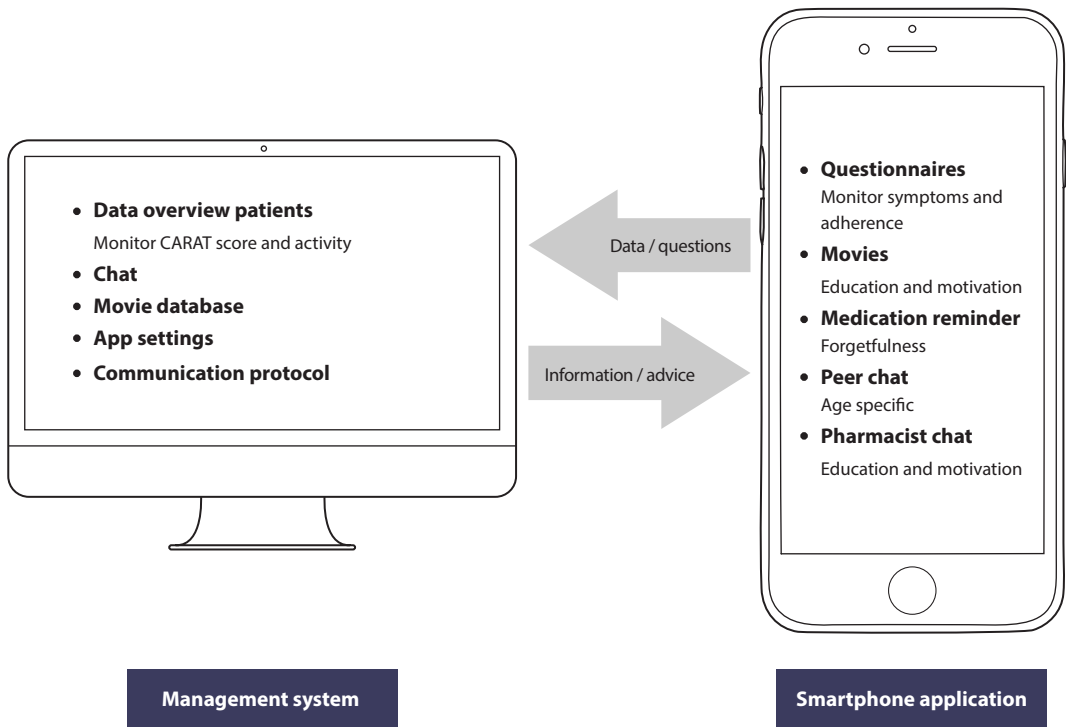 • Data overview patients
Monitor CARAT score and activity
• Chat
• Movie database
• App settings
• Communication protocol
Data / questions
Information / advice
• Questionnaires
Monitor symptoms and
adherence
• Movies
Education and motivation
• Medication reminder
Forgetfulness
• Peer chat
Age specific
• Pharmacist chat
Education and motivation
Management system
Smartphone application